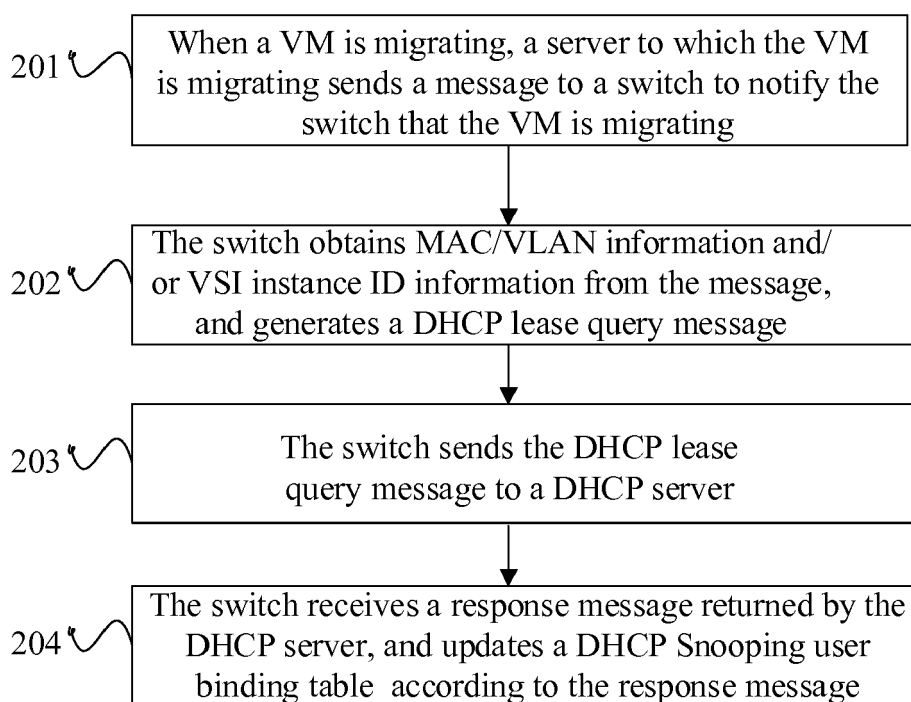 201
When a VM is migrating, a server to which the VM
is migrating sends a message to a switch to notify the
switch that the VM is migrating
202
The switch obtains MAC/VLAN information and/
or VSI instance ID information from the message,
and generates a DHCP lease query message
203
The switch sends the DHCP lease
query message to a DHCP server
204
The switch receives a response message returned by the
DHCP server, and updates a DHCP Snooping user
binding table according to the response message